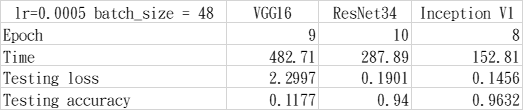 lr=0.0005 batch_size = 48 VGG16 ResNet34 Inception V1
Epoch 9 10 8
Time 482.71 287.89 152.81
Testing loss 2.2997 0.1901 0.1456
Testing accuracy 0.1177 0.94 0.9632